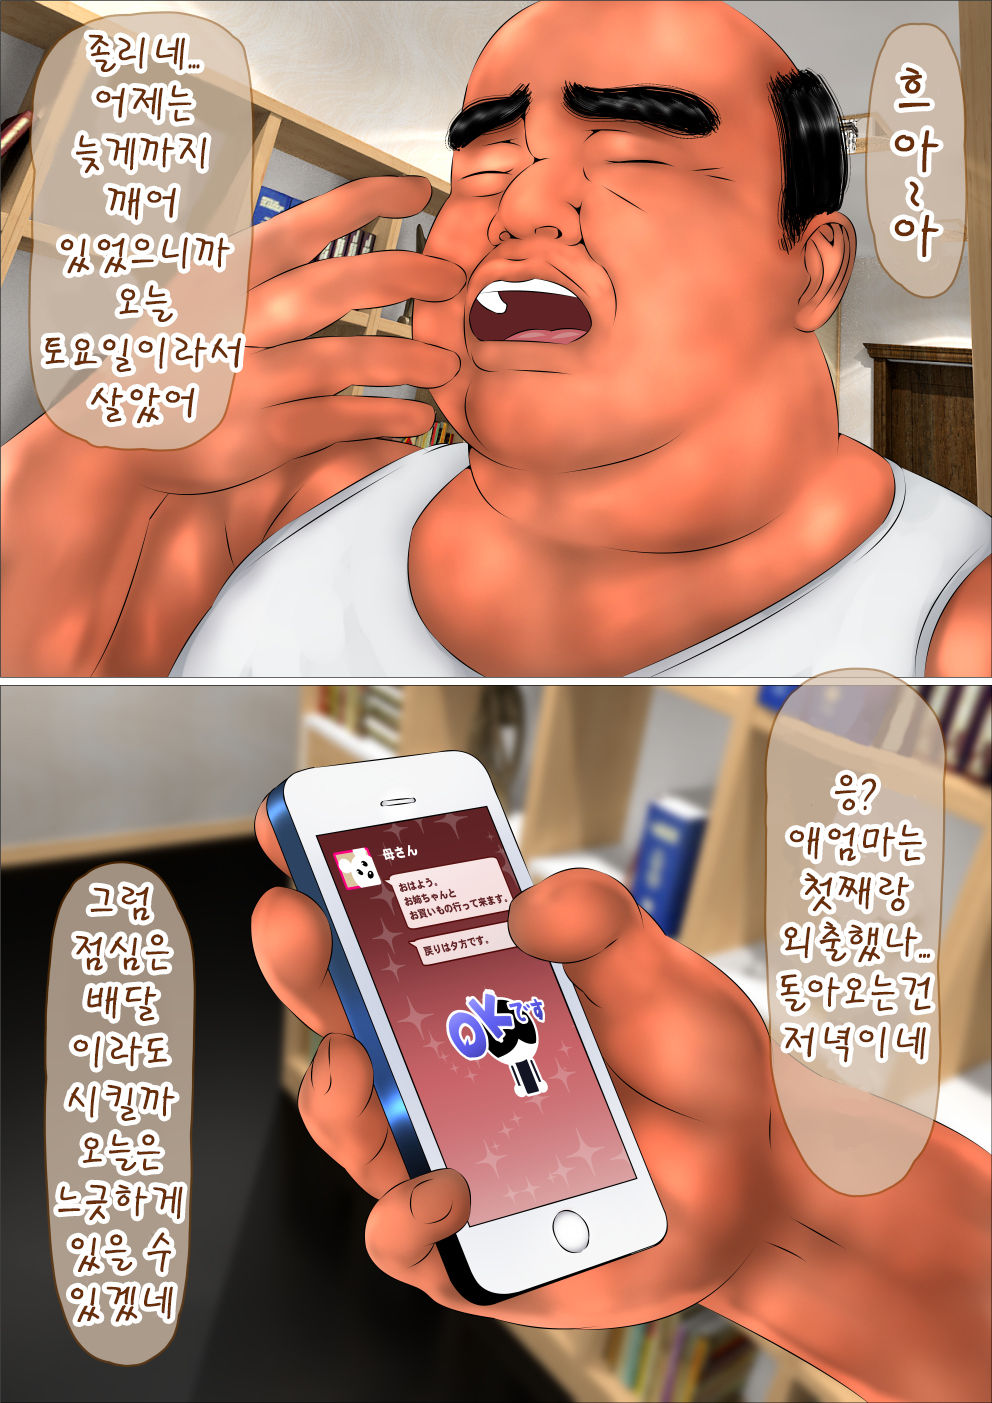 흐
아
~
아
졸리네...
어제는
늦게까지
깨어
있었으니까
오늘
토요일이라서
살았어
응?
애엄마는
첫째랑
외출했나...
돌아오는건
저녁이네
母さん
おはよう。
お姉ちゃんと
お買いもの行って来ます。
戻りは夕方です。
OKです
그럼
점심은
배달
이라도
시킬까
오늘은
느긋하게
있을 수
있겠네